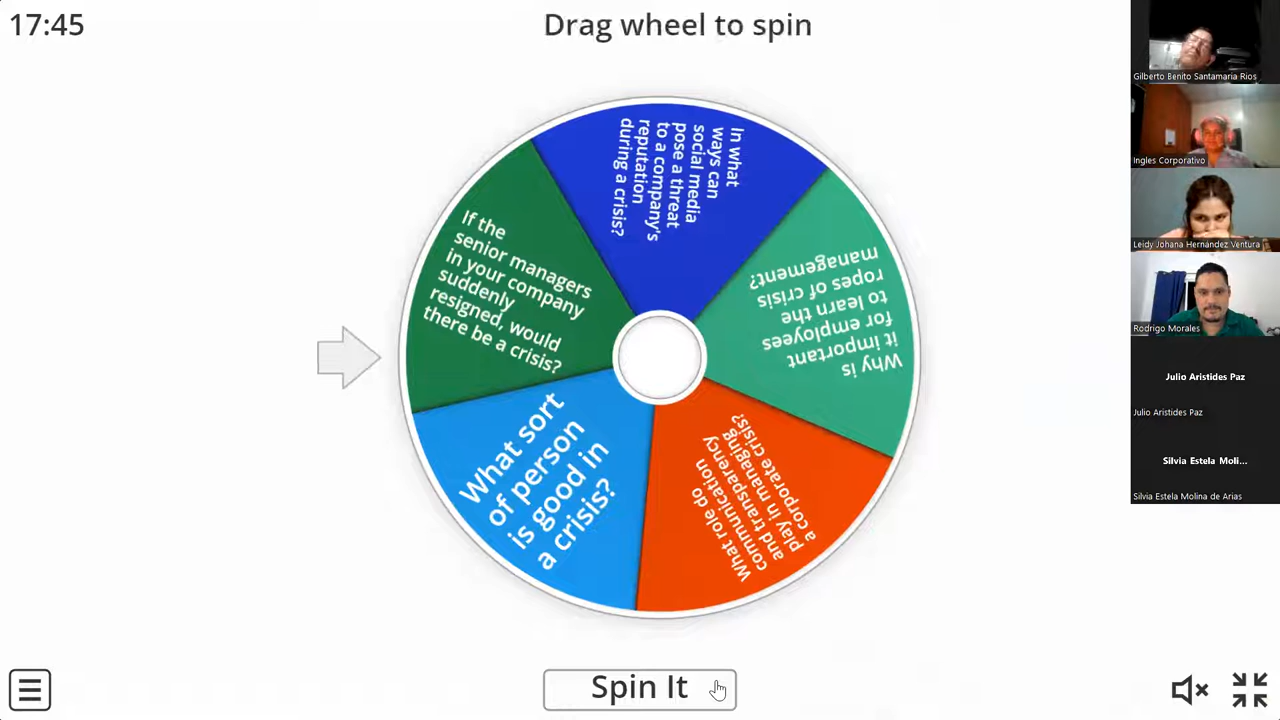 17:45
Drag wheel to spin
In what
ways can
social media
pose a threat
to a company's
reputation
during a crisis?
Why is
it important
for employees
to learn the
ropes of crisis
management?
What role do
communication
and transparency
play in managing
a corporate crisis?
What sort
of person
is good in
a crisis?
If the
senior managers
in your company
suddenly
resigned, would
there be a crisis?
Spin It
Gilberto Benito Santamaria Rios
Ingles Corporativo
Leidy Johana Hernández Ventura
Rodrigo Morales
Julio Aristides Paz
Julio Aristides Paz
Silvia Estela Moli...
Silvia Estela Molina de Arias